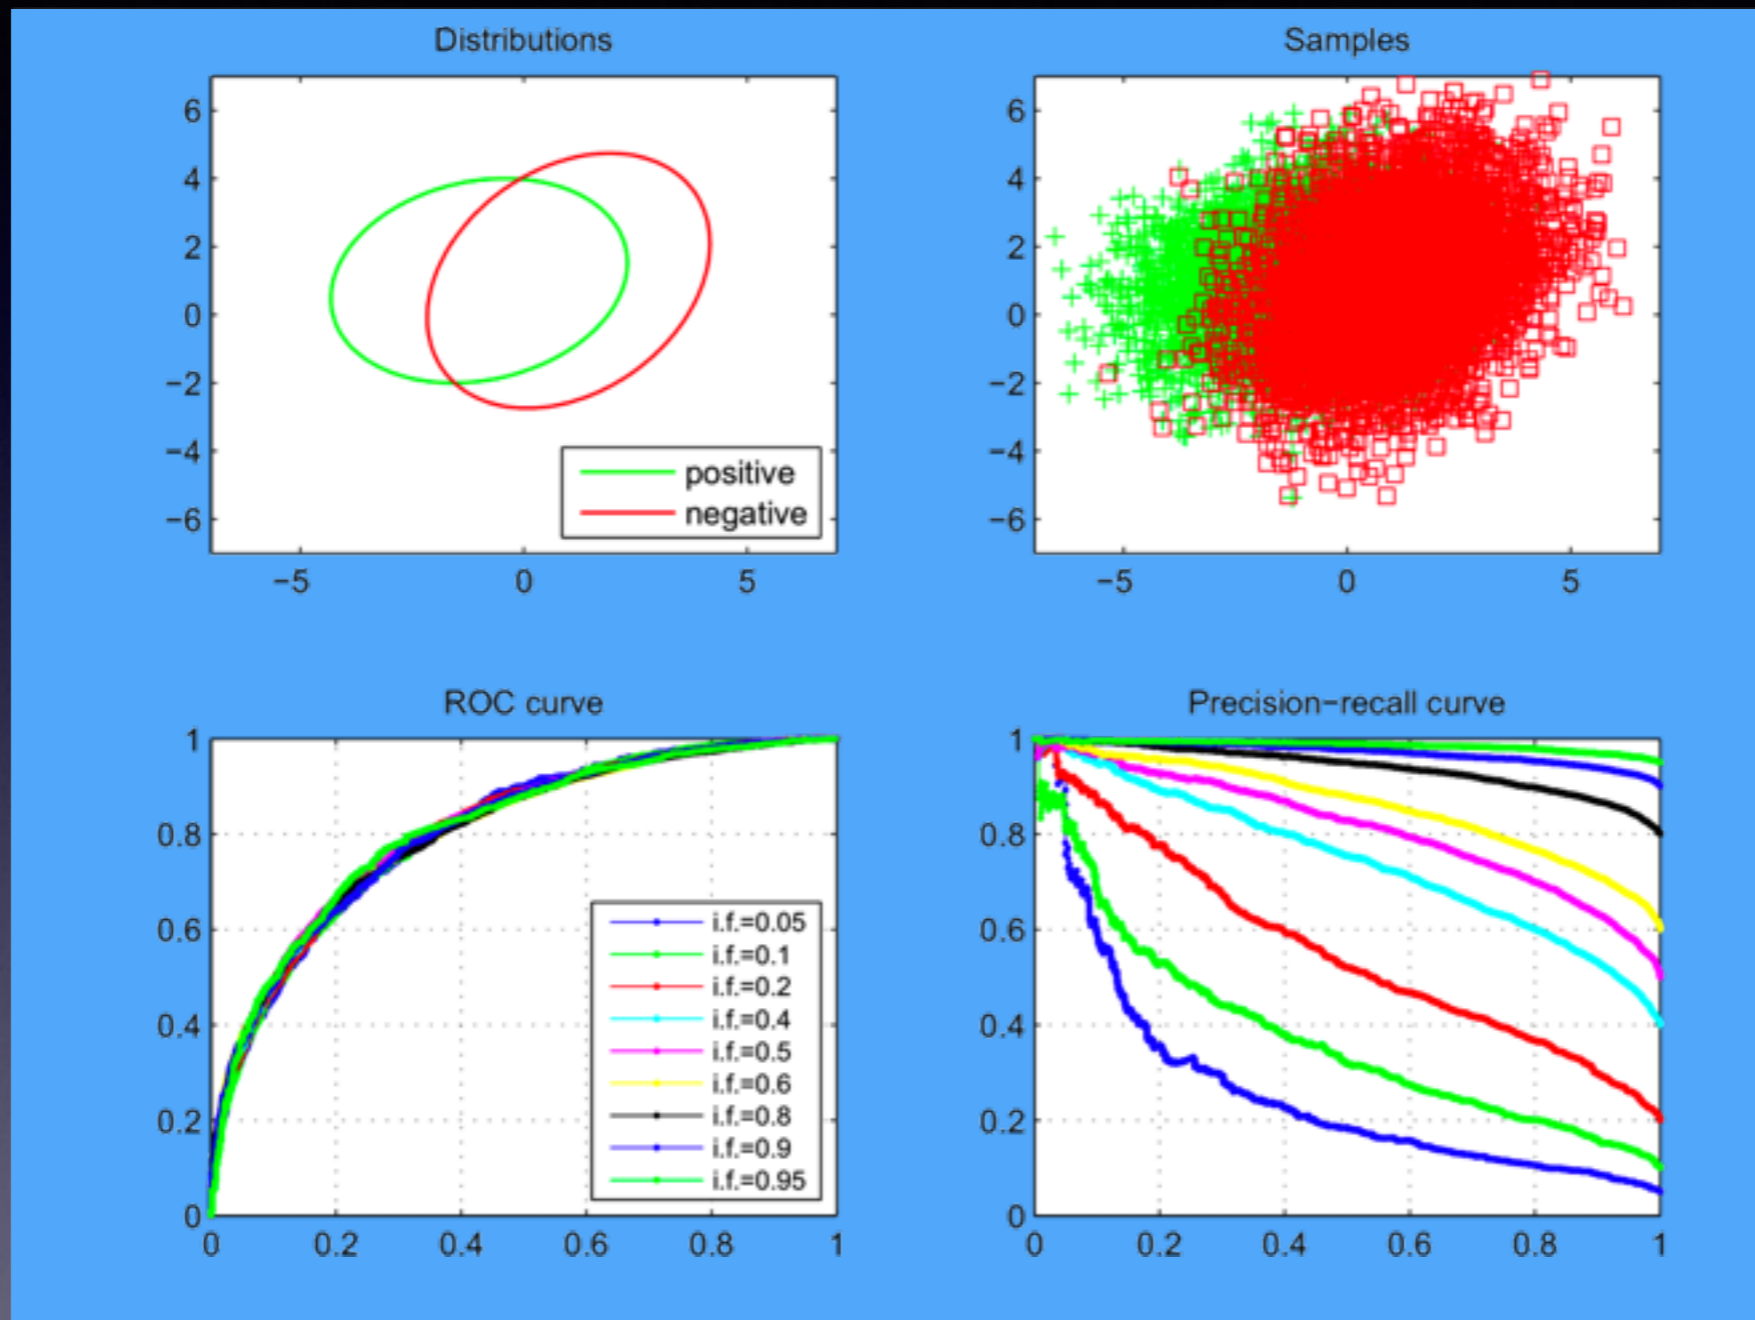 Distributions
6
4
2
0
−2
−4
−6
−5 0 5
positive
negative
Samples
6
4
2
0
−2
−4
−6
−5 0 5
ROC curve
1
0.8
0.6
0.4
0.2
0
0 0.2 0.4 0.6 0.8 1
i.f.=0.05
i.f.=0.1
i.f.=0.2
i.f.=0.4
i.f.=0.5
i.f.=0.6
i.f.=0.8
i.f.=0.9
i.f.=0.95
Precision−recall curve
1
0.8
0.6
0.4
0.2
0
0 0.2 0.4 0.6 0.8 1